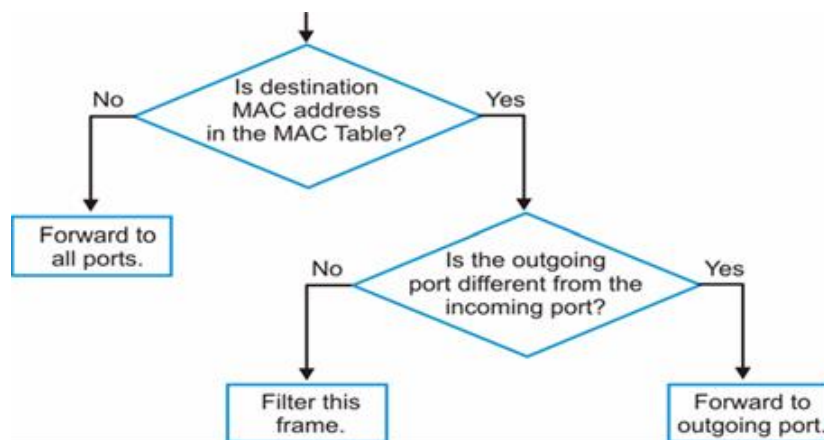 Is destination
MAC address
in the MAC Table?
No
Yes
Forward to
all ports.
Is the outgoing
port different from the
incoming port?
No
Yes
Filter this
frame.
Forward to
outgoing port.